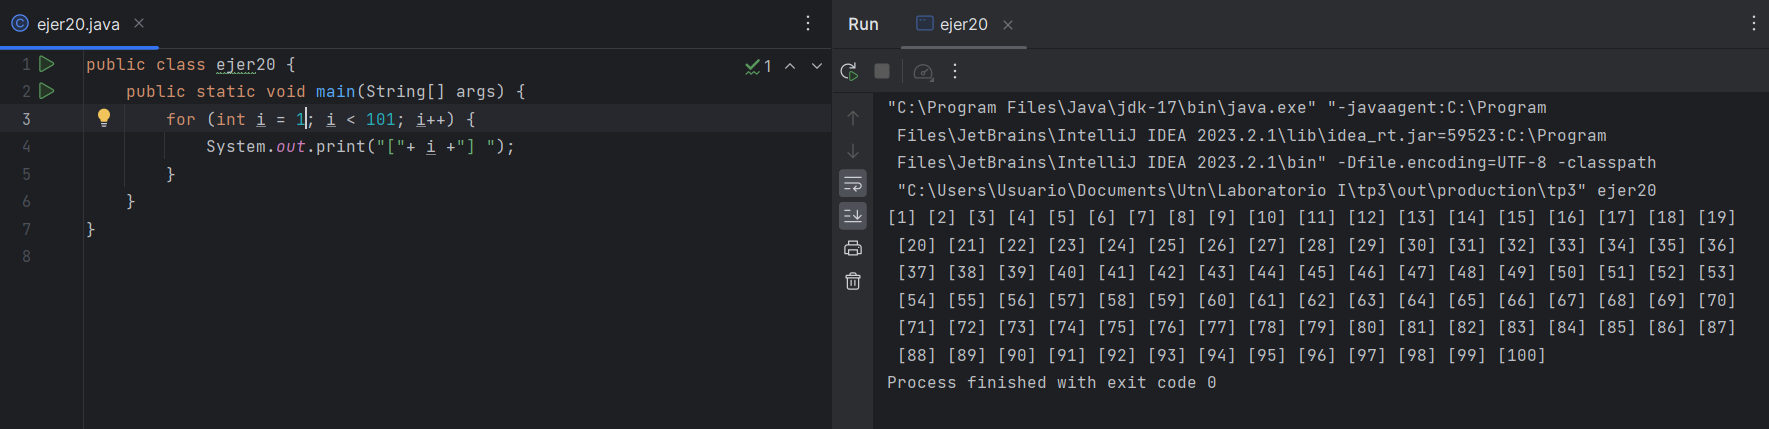 ejer20.java
1 public class ejer20 {
2 public static void main(String[] args) {
3 for (int i = 1; i < 101; i++) {
4 System.out.print("["+ i +"] ");
5 }
6 }
7 }
8
1
Run ejer20
"C:\Program Files\Java\jdk-17\bin\java.exe" "-javaagent:C:\Program
Files\JetBrains\IntelliJ IDEA 2023.2.1\lib\idea_rt.jar=59523:C:\Program
Files\JetBrains\IntelliJ IDEA 2023.2.1\bin" -Dfile.encoding=UTF-8 -classpath
"C:\Users\Usuario\Documents\Utn\Laboratorio I\tp3\out\production\tp3" ejer20
[1] [2] [3] [4] [5] [6] [7] [8] [9] [10] [11] [12] [13] [14] [15] [16] [17] [18] [19]
[20] [21] [22] [23] [24] [25] [26] [27] [28] [29] [30] [31] [32] [33] [34] [35] [36]
[37] [38] [39] [40] [41] [42] [43] [44] [45] [46] [47] [48] [49] [50] [51] [52] [53]
[54] [55] [56] [57] [58] [59] [60] [61] [62] [63] [64] [65] [66] [67] [68] [69] [70]
[71] [72] [73] [74] [75] [76] [77] [78] [79] [80] [81] [82] [83] [84] [85] [86] [87]
[88] [89] [90] [91] [92] [93] [94] [95] [96] [97] [98] [99] [100]
Process finished with exit code 0